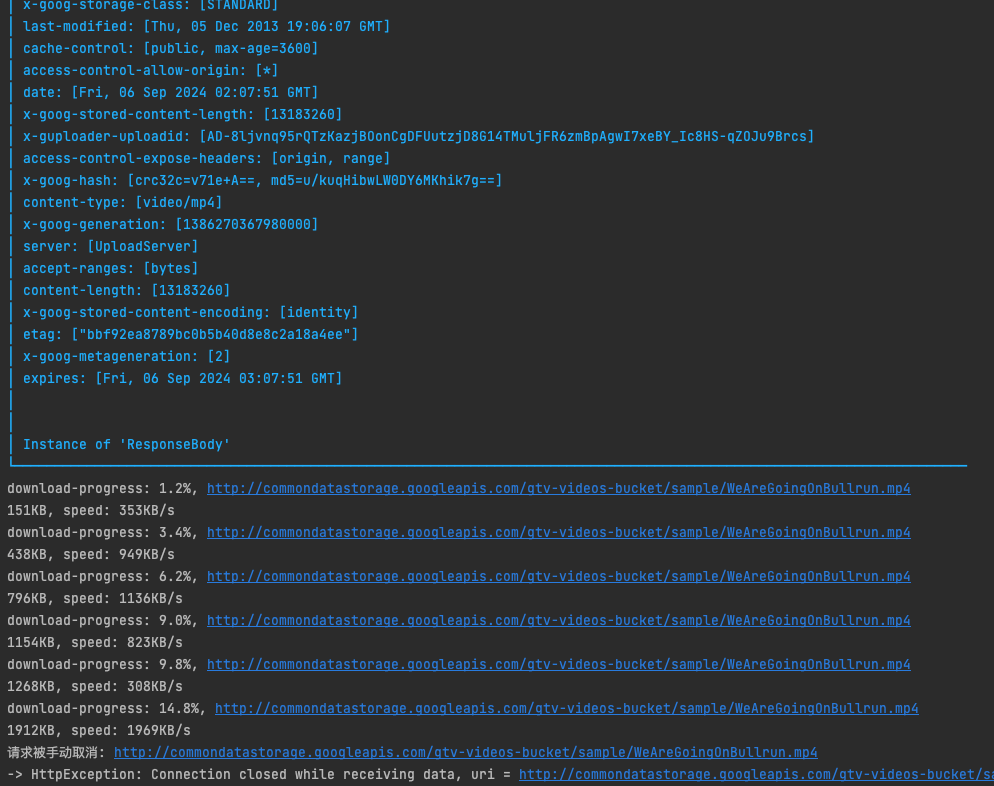 x-goog-storage-class: [STANDARD]
last-modified: [Thu, 05 Dec 2013 19:06:07 GMT]
cache-control: [public, max-age=3600]
access-control-allow-origin: [*]
date: [Fri, 06 Sep 2024 02:07:51 GMT]
x-goog-stored-content-length: [13183260]
x-guploader-uploadid: [AD-8ljvnq95rQTzKazjBOonCgDFUutzjD8G14TMuljFR6zmBpAgwI7xeBY_Ic8HS-qZOJu9Brcs]
access-control-expose-headers: [origin, range]
x-goog-hash: [crc32c=v71e+A==, md5=u/kuqHibwLW0DY6MKhik7g==]
content-type: [video/mp4]
x-goog-generation: [1386270367980000]
server: [UploadServer]
accept-ranges: [bytes]
content-length: [13183260]
x-goog-stored-content-encoding: [identity]
etag: ["bbf92ea8789bc0b5b40d8e8c2a18a4ee"]
x-goog-metageneration: [2]
expires: [Fri, 06 Sep 2024 03:07:51 GMT]
Instance of 'ResponseBody'
download-progress: 1.2%, http://commondatastorage.googleapis.com/gtv-videos-bucket/sample/WeAreGoingOnBullrun.mp4
151KB, speed: 353KB/s
download-progress: 3.4%, http://commondatastorage.googleapis.com/gtv-videos-bucket/sample/WeAreGoingOnBullrun.mp4
438KB, speed: 949KB/s
download-progress: 6.2%, http://commondatastorage.googleapis.com/gtv-videos-bucket/sample/WeAreGoingOnBullrun.mp4
796KB, speed: 1136KB/s
download-progress: 9.0%, http://commondatastorage.googleapis.com/gtv-videos-bucket/sample/WeAreGoingOnBullrun.mp4
1154KB, speed: 823KB/s
download-progress: 9.8%, http://commondatastorage.googleapis.com/gtv-videos-bucket/sample/WeAreGoingOnBullrun.mp4
1268KB, speed: 308KB/s
download-progress: 14.8%, http://commondatastorage.googleapis.com/gtv-videos-bucket/sample/WeAreGoingOnBullrun.mp4
1912KB, speed: 1969KB/s
请求被手动取消: http://commondatastorage.googleapis.com/gtv-videos-bucket/sample/WeAreGoingOnBullrun.mp4
-> HttpException: Connection closed while receiving data, uri = http://commondatastorage.googleapis.com/gtv-videos-bucket/sa